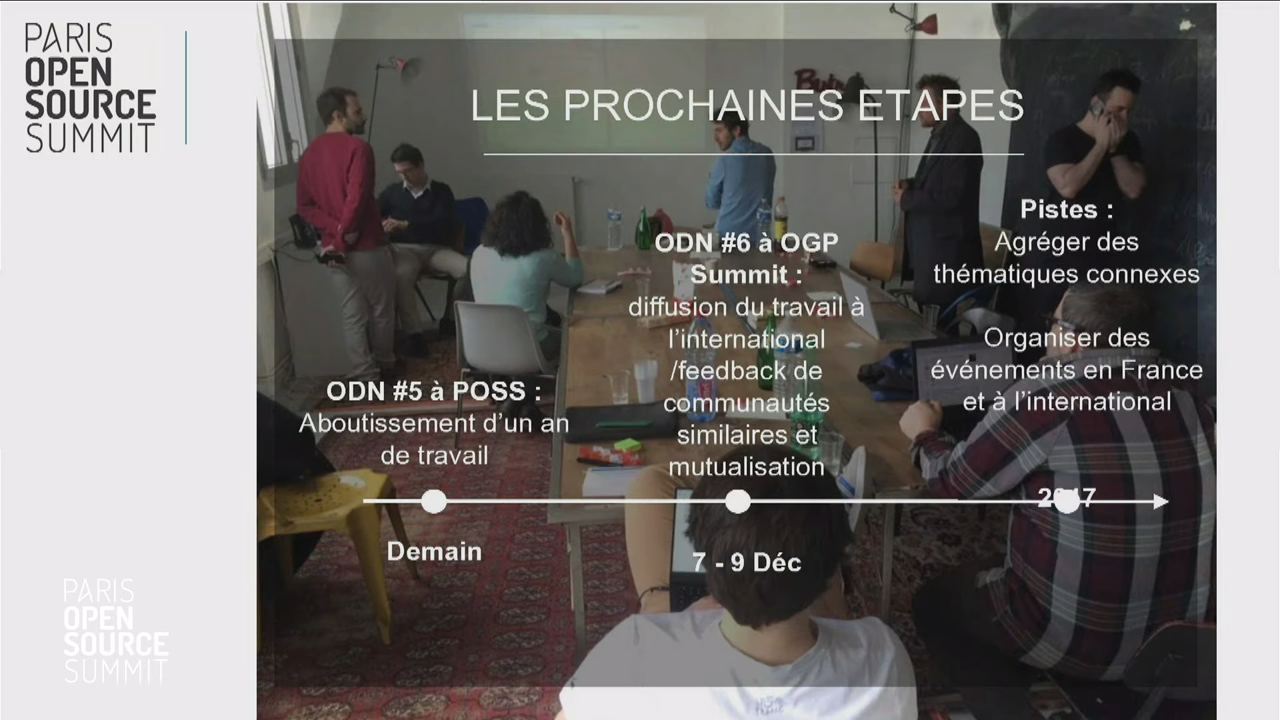 PARIS
OPEN
SOURCE
SUMMIT
LES PROCHAINES ETAPES
ODN #5 à POSS :
Aboutissement d'un an
de travail
Demain
ODN #6 à OGP
Summit :
diffusion du travail à
l'international
/feedback de
communautés
similaires et
mutualisation
7 - 9 Déc
Pistes :
Agréger des
thématiques connexes
Organiser des
événements en France
et à l'international
2017
PARIS
OPEN
SOURCE
SUMMIT